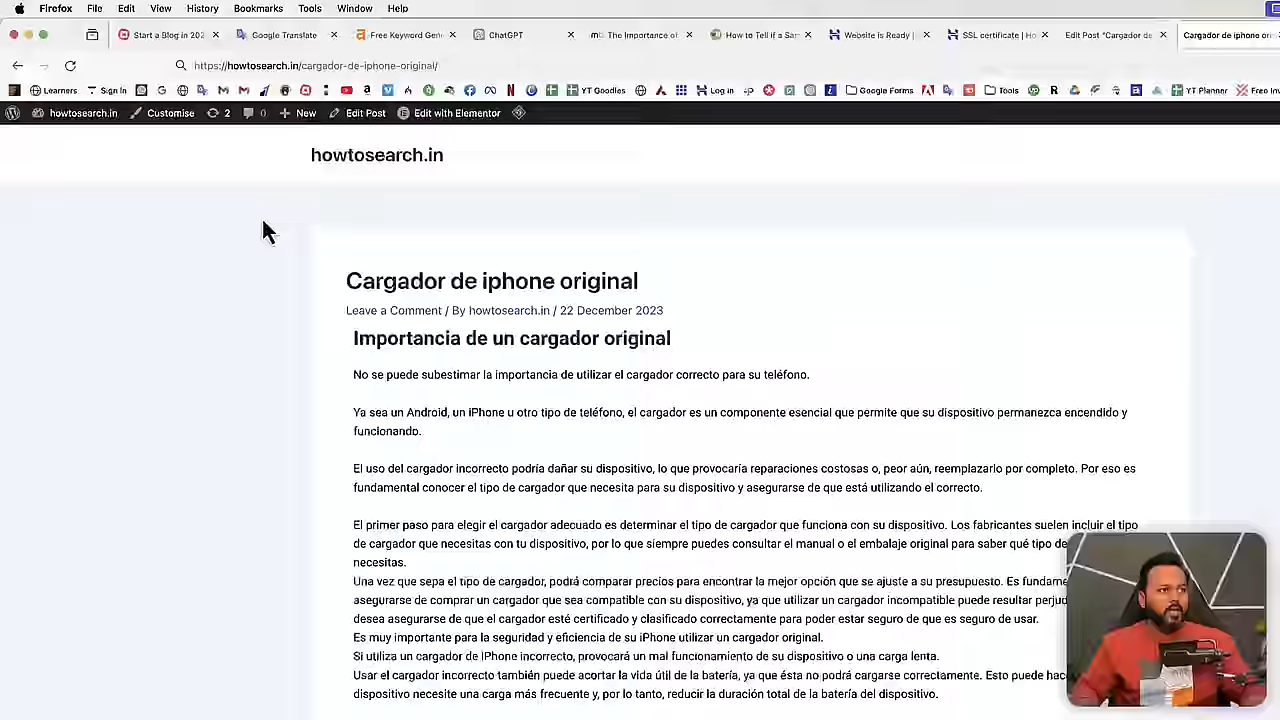 Firefox File Edit View History Bookmarks Tools Window Help
Start a Blog in 202 Google Translate Free Keyword Gen ChatGPT The Importance of How to Tell if a Sam Website is Ready | SSL certificate | Ho Edit Post "Cargador de Cargador de iphone ori
https://howtosearch.in/cargador-de-iphone-original/
Learners Sign In YT Goodies Log in Google Forms Tools YT Planner Free Inv
howtosearch.in Customise 2 0 New Edit Post Edit with Elementor
howtosearch.in
Cargador de iphone original
Leave a Comment / By howtosearch.in / 22 December 2023
Importancia de un cargador original
No se puede subestimar la importancia de utilizar el cargador correcto para su teléfono.
Ya sea un Android, un iPhone u otro tipo de teléfono, el cargador es un componente esencial que permite que su dispositivo permanezca encendido y
funcionando.
El uso del cargador incorrecto podría dañar su dispositivo, lo que provocaría reparaciones costosas o, peor aún, reemplazarlo por completo. Por eso es
fundamental conocer el tipo de cargador que necesita para su dispositivo y asegurarse de que está utilizando el correcto.
El primer paso para elegir el cargador adecuado es determinar el tipo de cargador que funciona con su dispositivo. Los fabricantes suelen incluir el tipo
de cargador que necesitas con tu dispositivo, por lo que siempre puedes consultar el manual o el embalaje original para saber qué tipo de
necesitas.
Una vez que sepa el tipo de cargador, podrá comparar precios para encontrar la mejor opción que se ajuste a su presupuesto. Es fundame
asegurarse de comprar un cargador que sea compatible con su dispositivo, ya que utilizar un cargador incompatible puede resultar perjud
desea asegurarse de que el cargador esté certificado y clasificado correctamente para poder estar seguro de que es seguro de usar.
Es muy importante para la seguridad y eficiencia de su iPhone utilizar un cargador original.
Si utiliza un cargador de iPhone incorrecto, provocará un mal funcionamiento de su dispositivo o una carga lenta.
Usar el cargador incorrecto también puede acortar la vida útil de la batería, ya que ésta no podrá cargarse correctamente. Esto puede hac
dispositivo necesite una carga más frecuente y, por lo tanto, reducir la duración total de la batería del dispositivo.